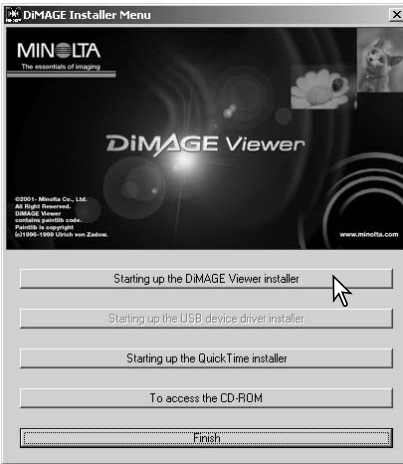 DiMAGE Installer Menu
MINOLTA
The essentials of imaging
DiMAGE Viewer
©2001- Minolta Co., Ltd.
All Right Reserved.
DiMAGE Viewer
contains paintlib code.
Paintlib is copyright
(c)1996-1999 Ulrich von Zadow.
www.minolta.com
Starting up the DiMAGE Viewer installer
Starting up the USB device driver installer
Starting up the QuickTime installer
To access the CD-ROM
Finish